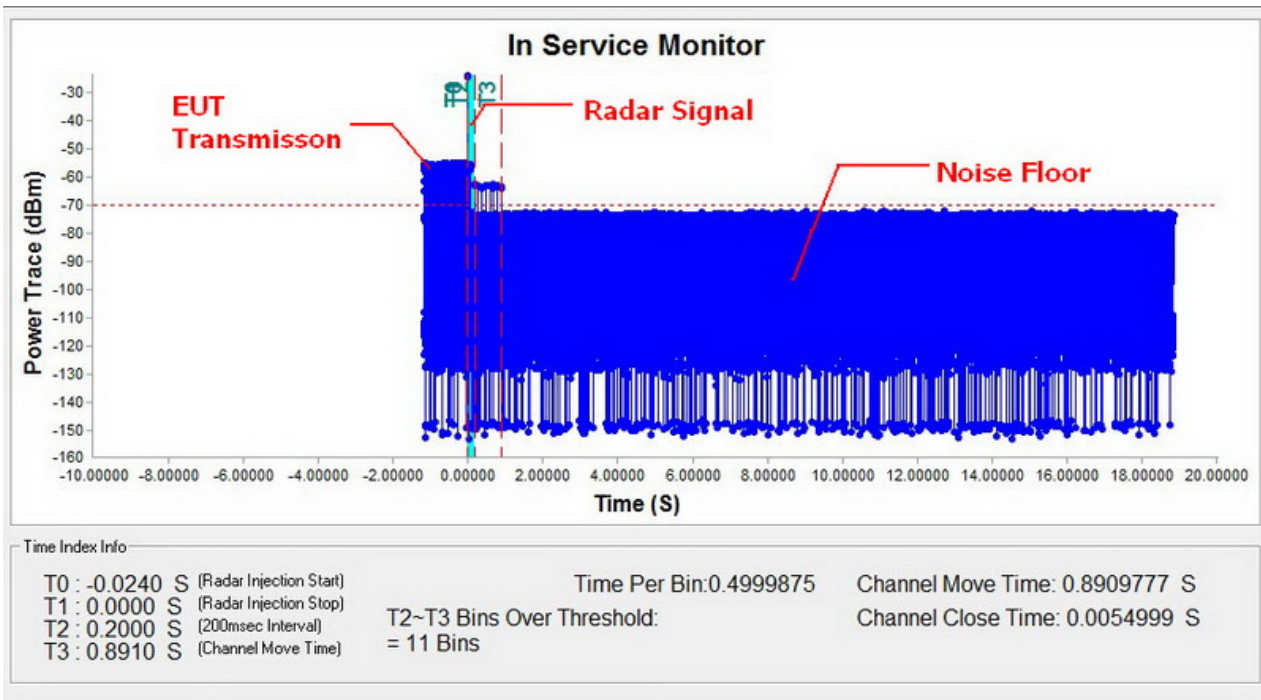 In Service Monitor
EUT
Transmisson
Radar Signal
Noise Floor
T2
T3
Power Trace (dBm)
-30
-40
-50
-60
-70
-80
-90
-100
-110
-120
-130
-140
-150
-160
-10.00000 -8.00000 -6.00000 -4.00000 -2.00000 0.00000 2.00000 4.00000 6.00000 8.00000 10.00000 12.00000 14.00000 16.00000 18.00000 20.00000
Time (S)
Time Index Info
T0 : -0.0240 S (Radar Injection Start)
T1 : 0.0000 S (Radar Injection Stop)
T2 : 0.2000 S (200msec Interval)
T3 : 0.8910 S (Channel Move Time)
Time Per Bin:0.4999875
T2~T3 Bins Over Threshold:
= 11 Bins
Channel Move Time: 0.8909777 S
Channel Close Time: 0.0054999 S